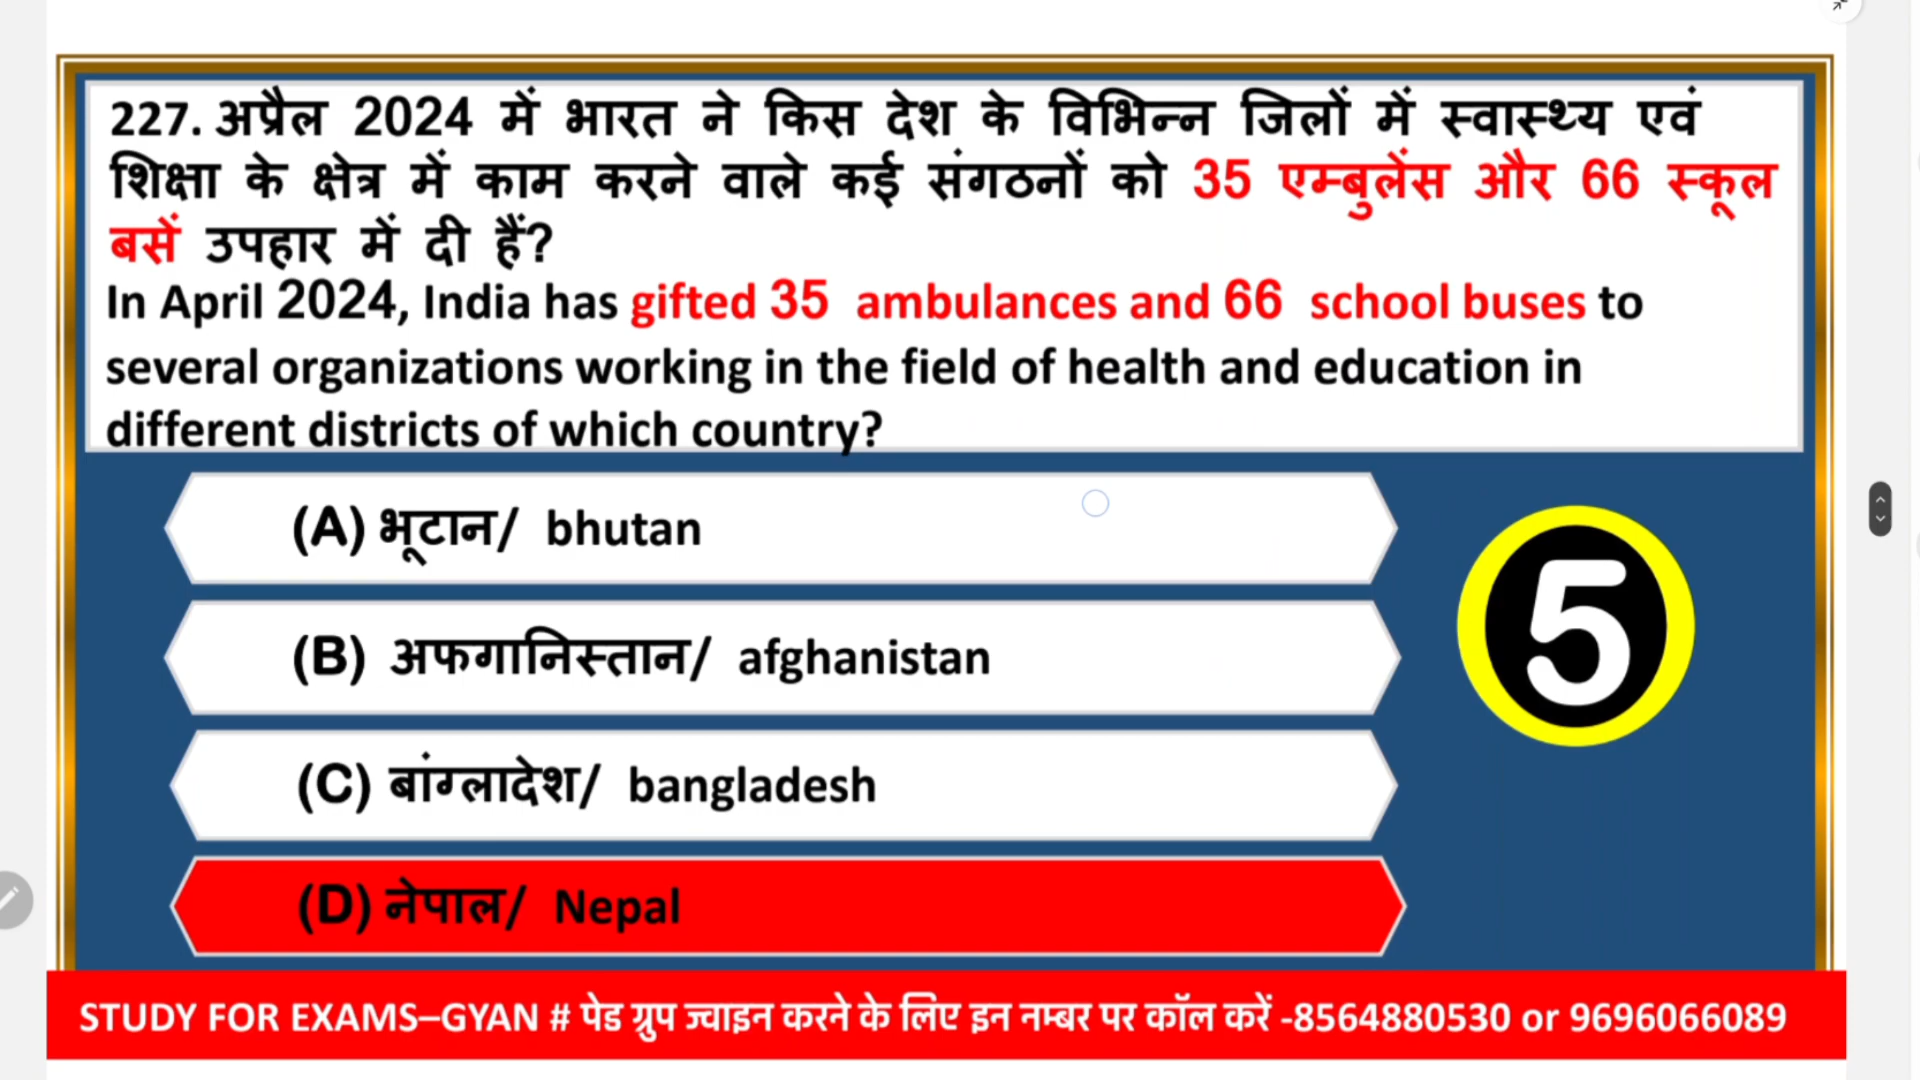 227. अप्रैल 2024 में भारत ने किस देश के विभिन्न जिलों में स्वास्थ्य एवं
शिक्षा के क्षेत्र में काम करने वाले कई संगठनों को 35 एम्बुलेंस और 66 स्कूल
बसें उपहार में दी हैं?
In April 2024, India has gifted 35 ambulances and 66 school buses to
several organizations working in the field of health and education in
different districts of which country?
(A) भूटान/ bhutan
(B) अफगानिस्तान/ afghanistan
5
(C) बांग्लादेश/ bangladesh
(D) नेपाल/ Nepal
STUDY FOR EXAMS–GYAN # पेड ग्रुप ज्वाइन करने के लिए इन नम्बर पर कॉल करें -8564880530 or 9696066089